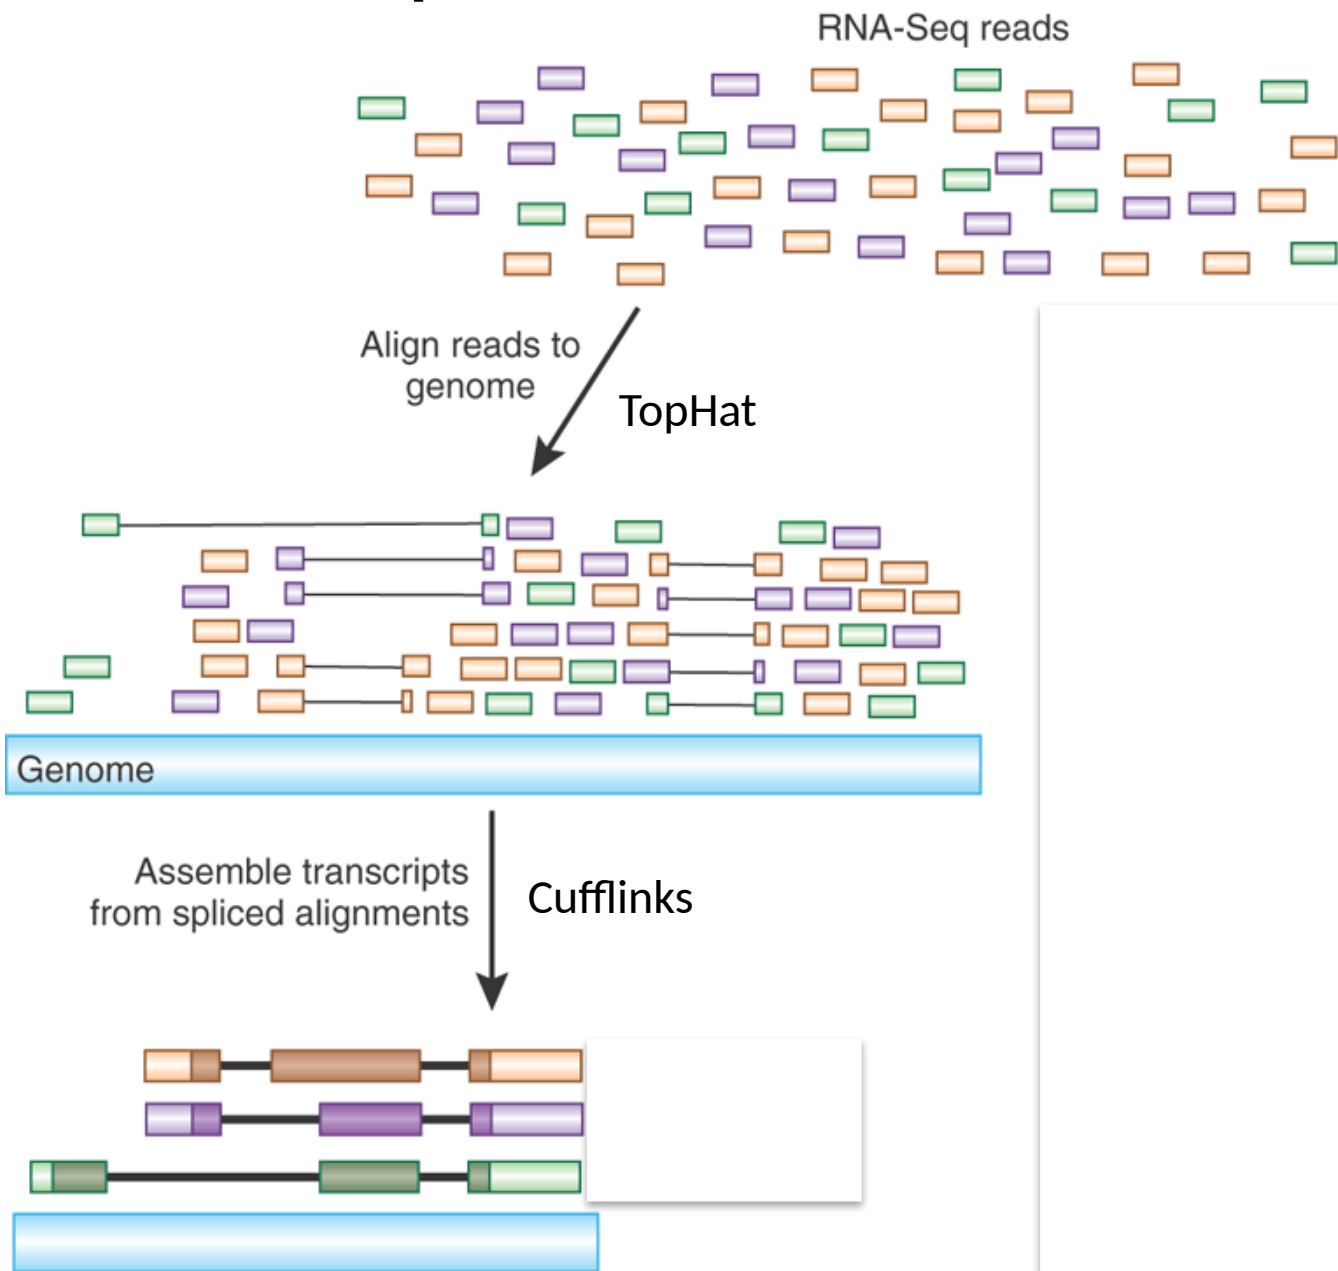 RNA-Seq reads
Align reads to
genome
TopHat
Genome
Assemble transcripts
from spliced alignments
Cufflinks